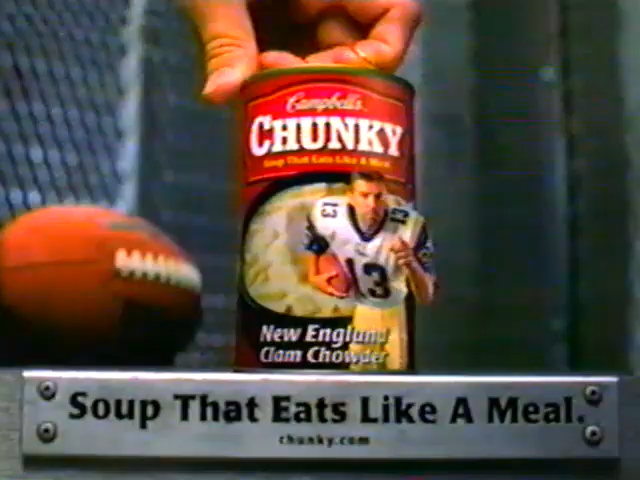 Campbell's
CHUNKY
Soup That Eats Like A Meal
13
13
13
New England
Clam Chowder
Soup That Eats Like A Meal.
chunky.com